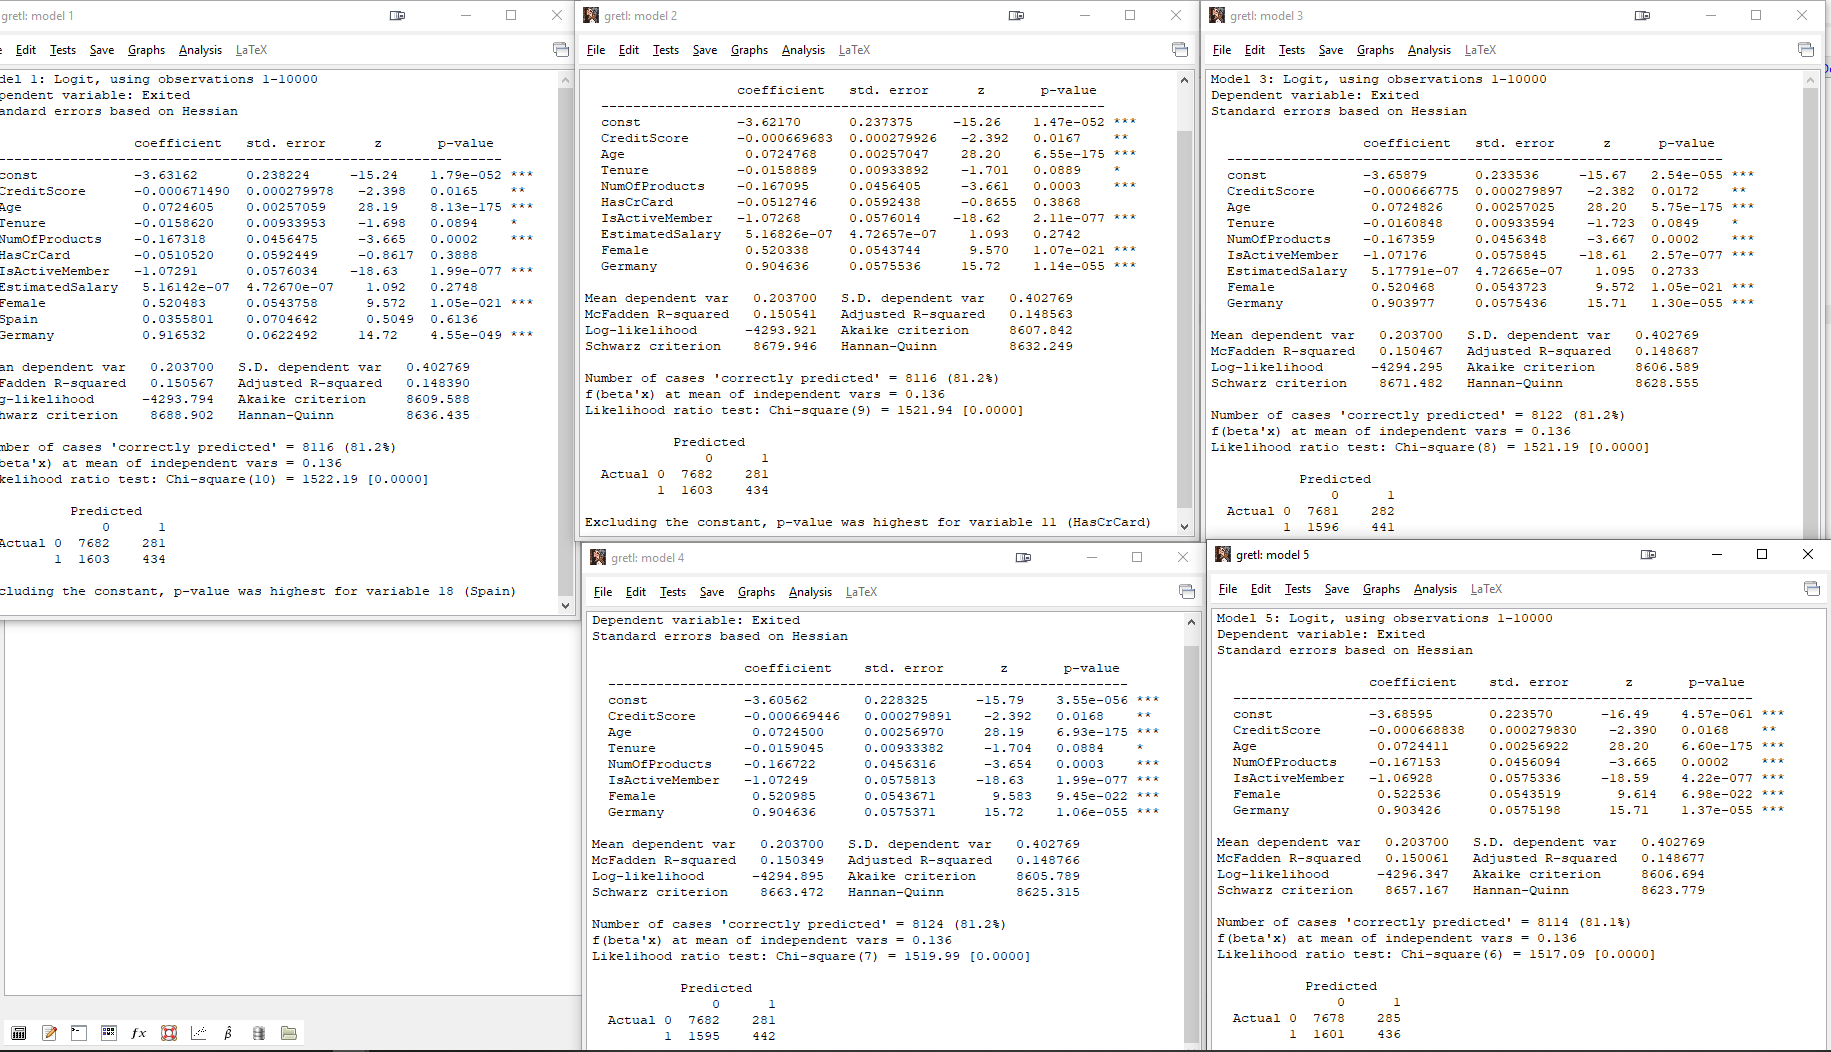 gretl: model 1
Edit Tests Save Graphs Analysis LaTeX
del 1: Logit, using observations 1-10000
pendent variable: Exited
andard errors based on Hessian
coefficient std. error z p-value
const -3.63162 0.238224 -15.24 1.79e-052 ***
CreditScore -0.000671490 0.000279978 -2.398 0.0165 **
Age 0.0724605 0.00257059 28.19 8.13e-175 ***
Tenure -0.0158620 0.00933953 -1.698 0.0894 *
NumOfProducts -0.167318 0.0456475 -3.665 0.0002 ***
HasCrCard -0.0510520 0.0592449 -0.8617 0.3888
IsActiveMember -1.07291 0.0576034 -18.63 1.99e-077 ***
EstimatedSalary 5.16142e-07 4.72670e-07 1.092 0.2748
Female 0.520483 0.0543758 9.572 1.05e-021 ***
Spain 0.0355801 0.0704642 0.5049 0.6136
Germany 0.916532 0.0622492 14.72 4.55e-049 ***
an dependent var 0.203700 S.D. dependent var 0.402769
Fadden R-squared 0.150567 Adjusted R-squared 0.148390
g-likelihood -4293.794 Akaike criterion 8609.588
hwarz criterion 8688.902 Hannan-Quinn 8636.435
mber of cases 'correctly predicted' = 8116 (81.2%)
beta'x) at mean of independent vars = 0.136
kelihood ratio test: Chi-square(10) = 1522.19 [0.0000]
Predicted
0 1
Actual 0 7682 281
1 1603 434
cluding the constant, p-value was highest for variable 18 (Spain)
gretl: model 2
File Edit Tests Save Graphs Analysis LaTeX
coefficient std. error z p-value
const -3.62170 0.237375 -15.26 1.47e-052 ***
CreditScore -0.000669683 0.000279926 -2.392 0.0167 **
Age 0.0724768 0.00257047 28.20 6.55e-175 ***
Tenure -0.0158889 0.00933892 -1.701 0.0889 *
NumOfProducts -0.167095 0.0456405 -3.661 0.0003 ***
HasCrCard -0.0512746 0.0592438 -0.8655 0.3868
IsActiveMember -1.07268 0.0576014 -18.62 2.11e-077 ***
EstimatedSalary 5.16826e-07 4.72657e-07 1.093 0.2742
Female 0.520338 0.0543744 9.570 1.07e-021 ***
Germany 0.904636 0.0575536 15.72 1.14e-055 ***
Mean dependent var 0.203700 S.D. dependent var 0.402769
McFadden R-squared 0.150541 Adjusted R-squared 0.148563
Log-likelihood -4293.921 Akaike criterion 8607.842
Schwarz criterion 8679.946 Hannan-Quinn 8632.249
Number of cases 'correctly predicted' = 8116 (81.2%)
f(beta'x) at mean of independent vars = 0.136
Likelihood ratio test: Chi-square(9) = 1521.94 [0.0000]
Predicted
0 1
Actual 0 7682 281
1 1603 434
Excluding the constant, p-value was highest for variable 11 (HasCrCard)
gretl: model 3
File Edit Tests Save Graphs Analysis LaTeX
Model 3: Logit, using observations 1-10000
Dependent variable: Exited
Standard errors based on Hessian
coefficient std. error z p-value
const -3.65879 0.233536 -15.67 2.54e-055 ***
CreditScore -0.000666775 0.000279897 -2.382 0.0172 **
Age 0.0724826 0.00257025 28.20 5.75e-175 ***
Tenure -0.0160848 0.00933594 -1.723 0.0849 *
NumOfProducts -0.167359 0.0456348 -3.667 0.0002 ***
IsActiveMember -1.07176 0.0575845 -18.61 2.57e-077 ***
EstimatedSalary 5.17791e-07 4.72665e-07 1.095 0.2733
Female 0.520468 0.0543723 9.572 1.05e-021 ***
Germany 0.903977 0.0575436 15.71 1.30e-055 ***
Mean dependent var 0.203700 S.D. dependent var 0.402769
McFadden R-squared 0.150467 Adjusted R-squared 0.148687
Log-likelihood -4294.295 Akaike criterion 8606.589
Schwarz criterion 8671.482 Hannan-Quinn 8628.555
Number of cases 'correctly predicted' = 8122 (81.2%)
f(beta'x) at mean of independent vars = 0.136
Likelihood ratio test: Chi-square(8) = 1521.19 [0.0000]
Predicted
0 1
Actual 0 7681 282
1 1596 441
gretl: model 4
File Edit Tests Save Graphs Analysis LaTeX
Dependent variable: Exited
Standard errors based on Hessian
coefficient std. error z p-value
const -3.60562 0.228325 -15.79 3.55e-056 ***
CreditScore -0.000669446 0.000279891 -2.392 0.0168 **
Age 0.0724500 0.00256970 28.19 6.93e-175 ***
Tenure -0.0159045 0.00933382 -1.704 0.0884 *
NumOfProducts -0.166722 0.0456316 -3.654 0.0003 ***
IsActiveMember -1.07249 0.0575813 -18.63 1.99e-077 ***
Female 0.520985 0.0543671 9.583 9.45e-022 ***
Germany 0.904636 0.0575371 15.72 1.06e-055 ***
Mean dependent var 0.203700 S.D. dependent var 0.402769
McFadden R-squared 0.150349 Adjusted R-squared 0.148766
Log-likelihood -4294.895 Akaike criterion 8605.789
Schwarz criterion 8663.472 Hannan-Quinn 8625.315
Number of cases 'correctly predicted' = 8124 (81.2%)
f(beta'x) at mean of independent vars = 0.136
Likelihood ratio test: Chi-square(7) = 1519.99 [0.0000]
Predicted
0 1
Actual 0 7682 281
1 1595 442
gretl: model 5
File Edit Tests Save Graphs Analysis LaTeX
Model 5: Logit, using observations 1-10000
Dependent variable: Exited
Standard errors based on Hessian
coefficient std. error z p-value
const -3.68595 0.223570 -16.49 4.57e-061 ***
CreditScore -0.000668838 0.000279830 -2.390 0.0168 **
Age 0.0724411 0.00256922 28.20 6.60e-175 ***
NumOfProducts -0.167153 0.0456094 -3.665 0.0002 ***
IsActiveMember -1.06928 0.0575336 -18.59 4.22e-077 ***
Female 0.522536 0.0543519 9.614 6.98e-022 ***
Germany 0.903426 0.0575198 15.71 1.37e-055 ***
Mean dependent var 0.203700 S.D. dependent var 0.402769
McFadden R-squared 0.150061 Adjusted R-squared 0.148677
Log-likelihood -4296.347 Akaike criterion 8606.694
Schwarz criterion 8657.167 Hannan-Quinn 8623.779
Number of cases 'correctly predicted' = 8114 (81.1%)
f(beta'x) at mean of independent vars = 0.136
Likelihood ratio test: Chi-square(6) = 1517.09 [0.0000]
Predicted
0 1
Actual 0 7678 285
1 1601 436
fx
β̂